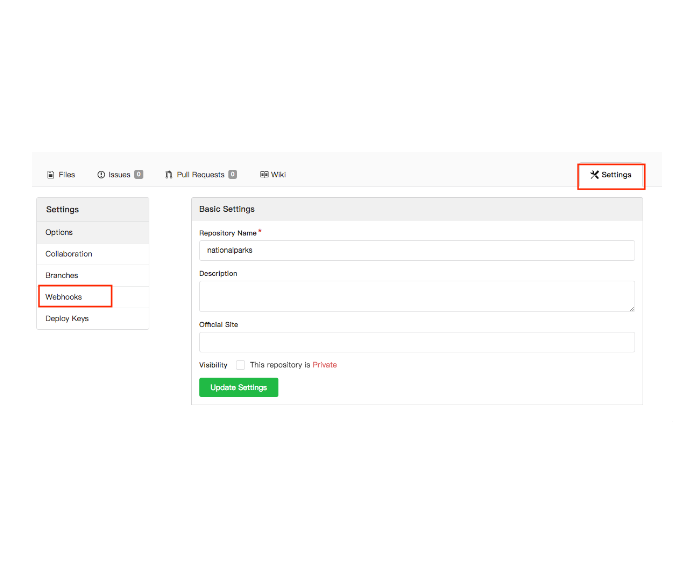 Files Issues 0 Pull Requests 0 Wiki Settings
Settings
Options
Collaboration
Branches
Webhooks
Deploy Keys
Basic Settings
Repository Name *
nationalparks
Description
Official Site
Visibility This repository is Private
Update Settings